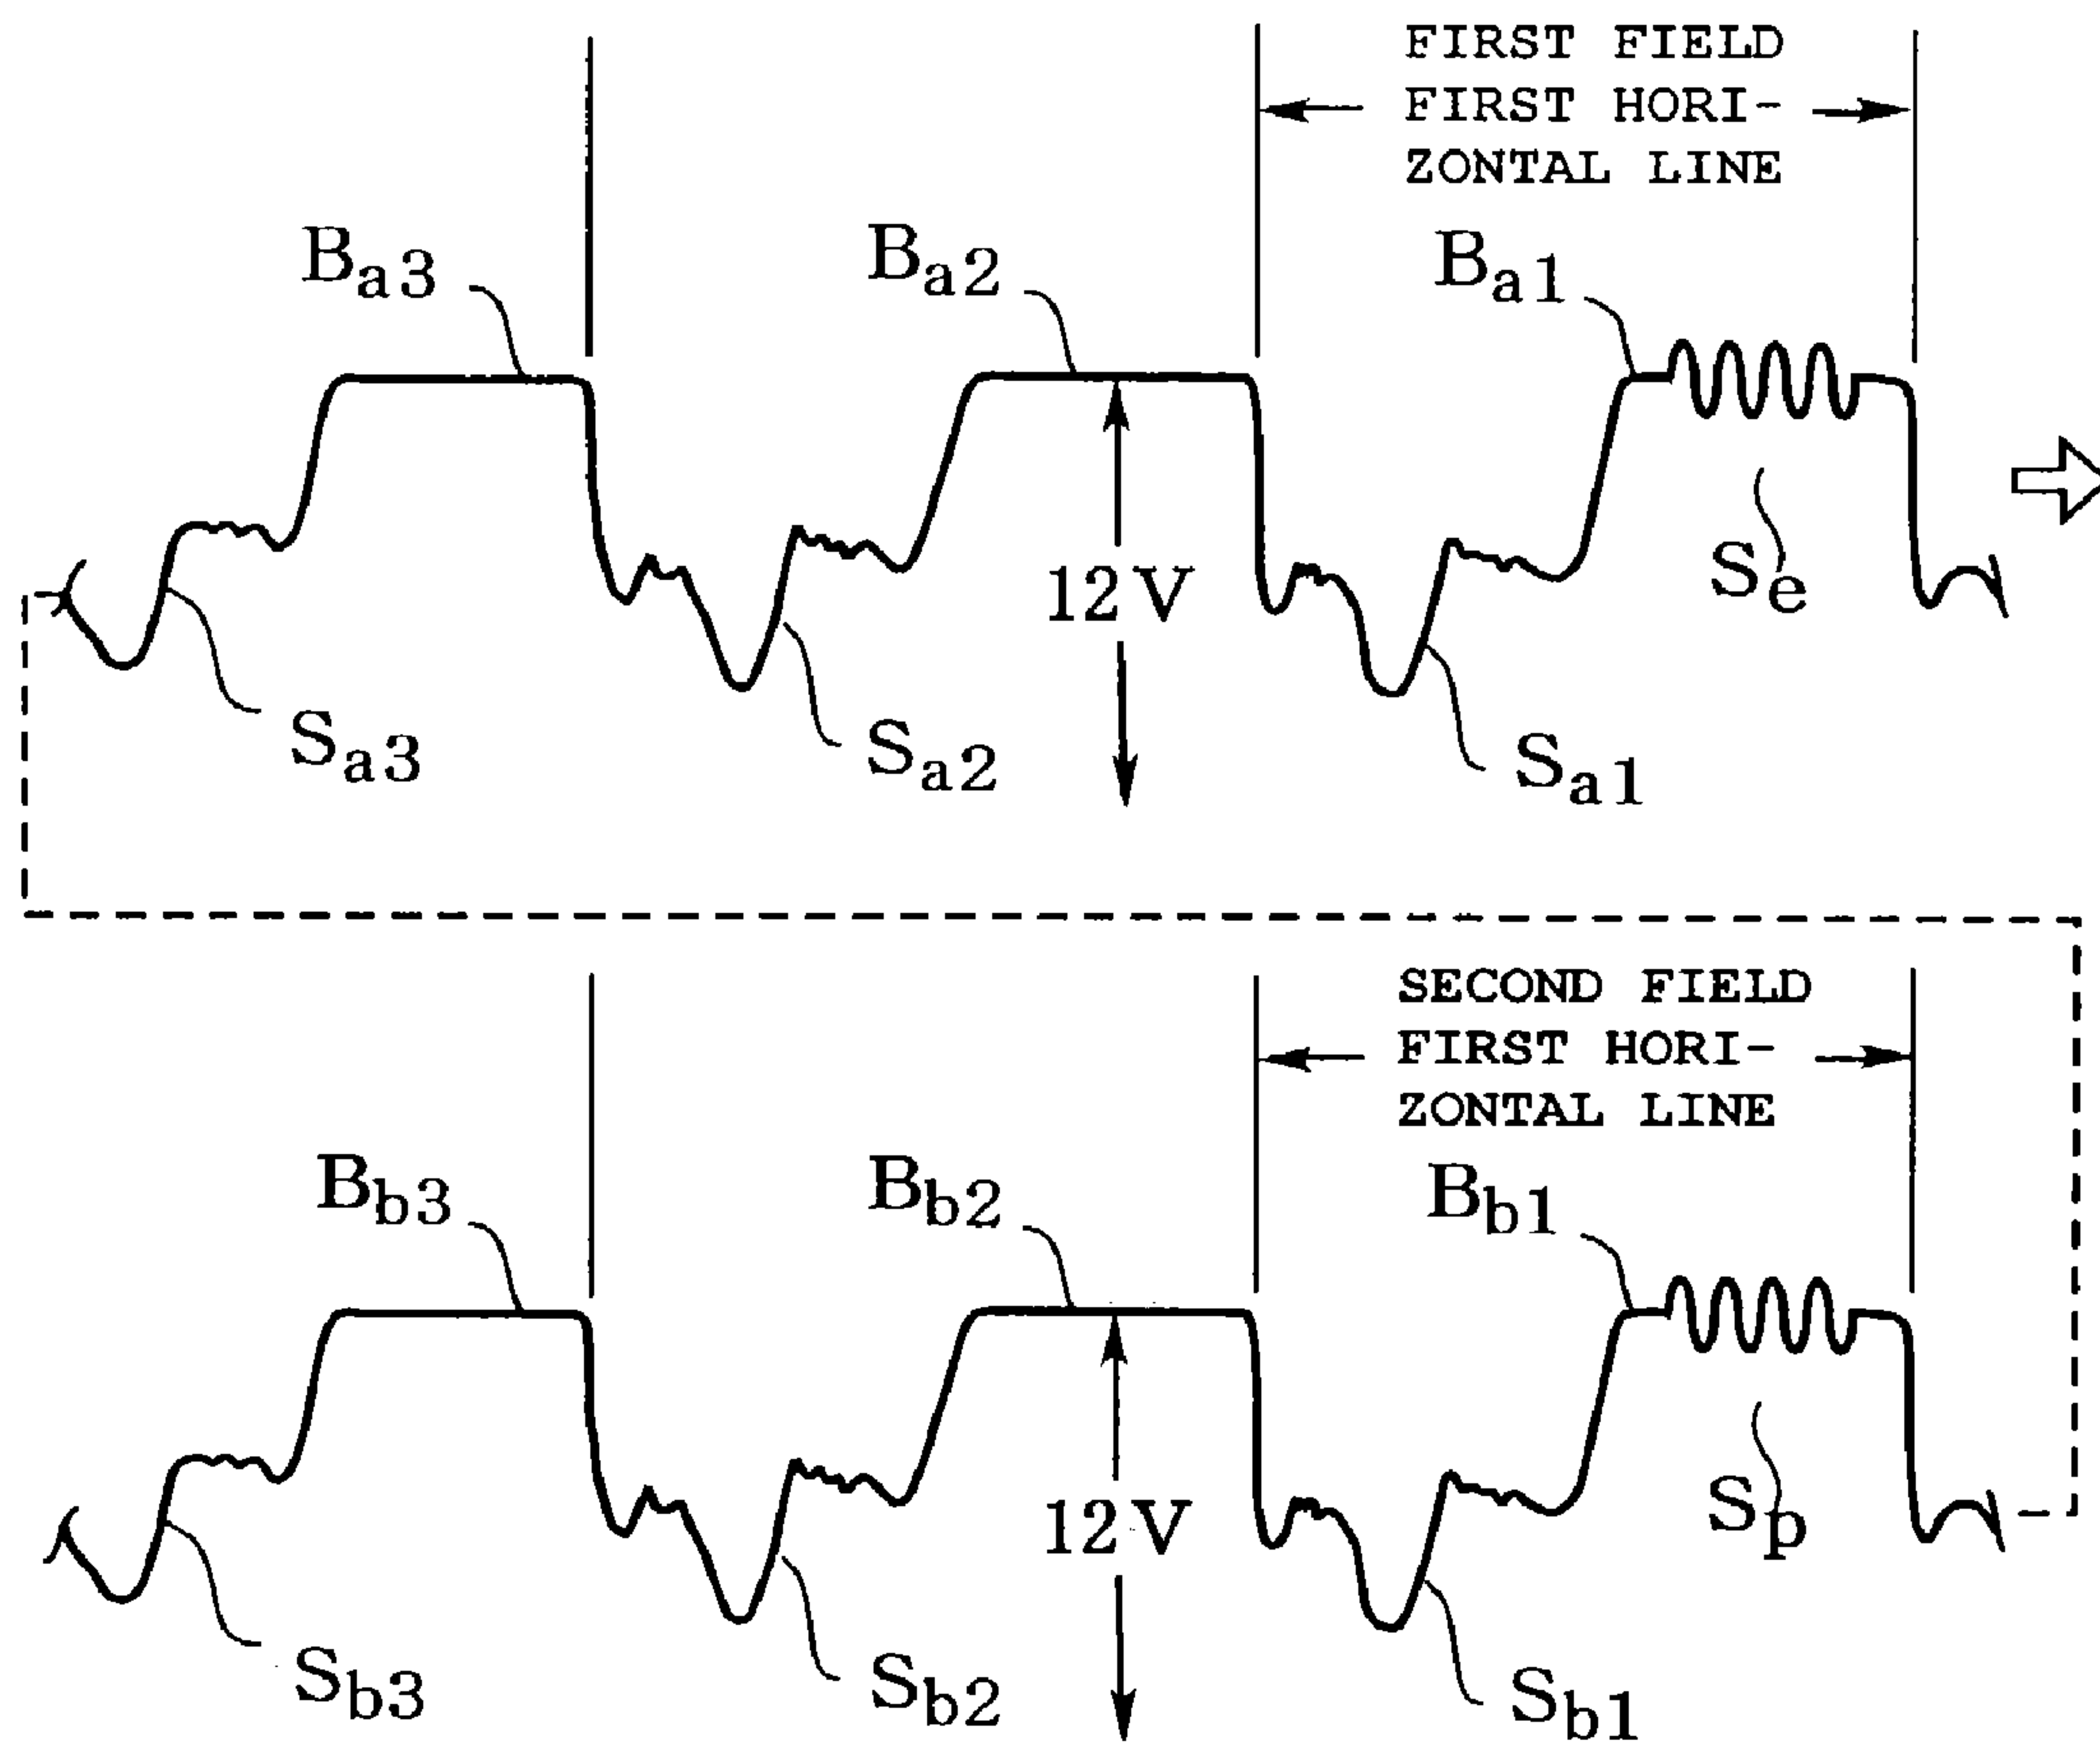 FIRST FIELD
FIRST HORI-
ZONTAL LINE
Ba3
Ba2
Ba1
12V
Se
Sa3
Sa2
Sa1
SECOND FIELD
FIRST HORI-
ZONTAL LINE
Bb3
Bb2
Bb1
12V
Sp
Sb3
Sb2
Sb1